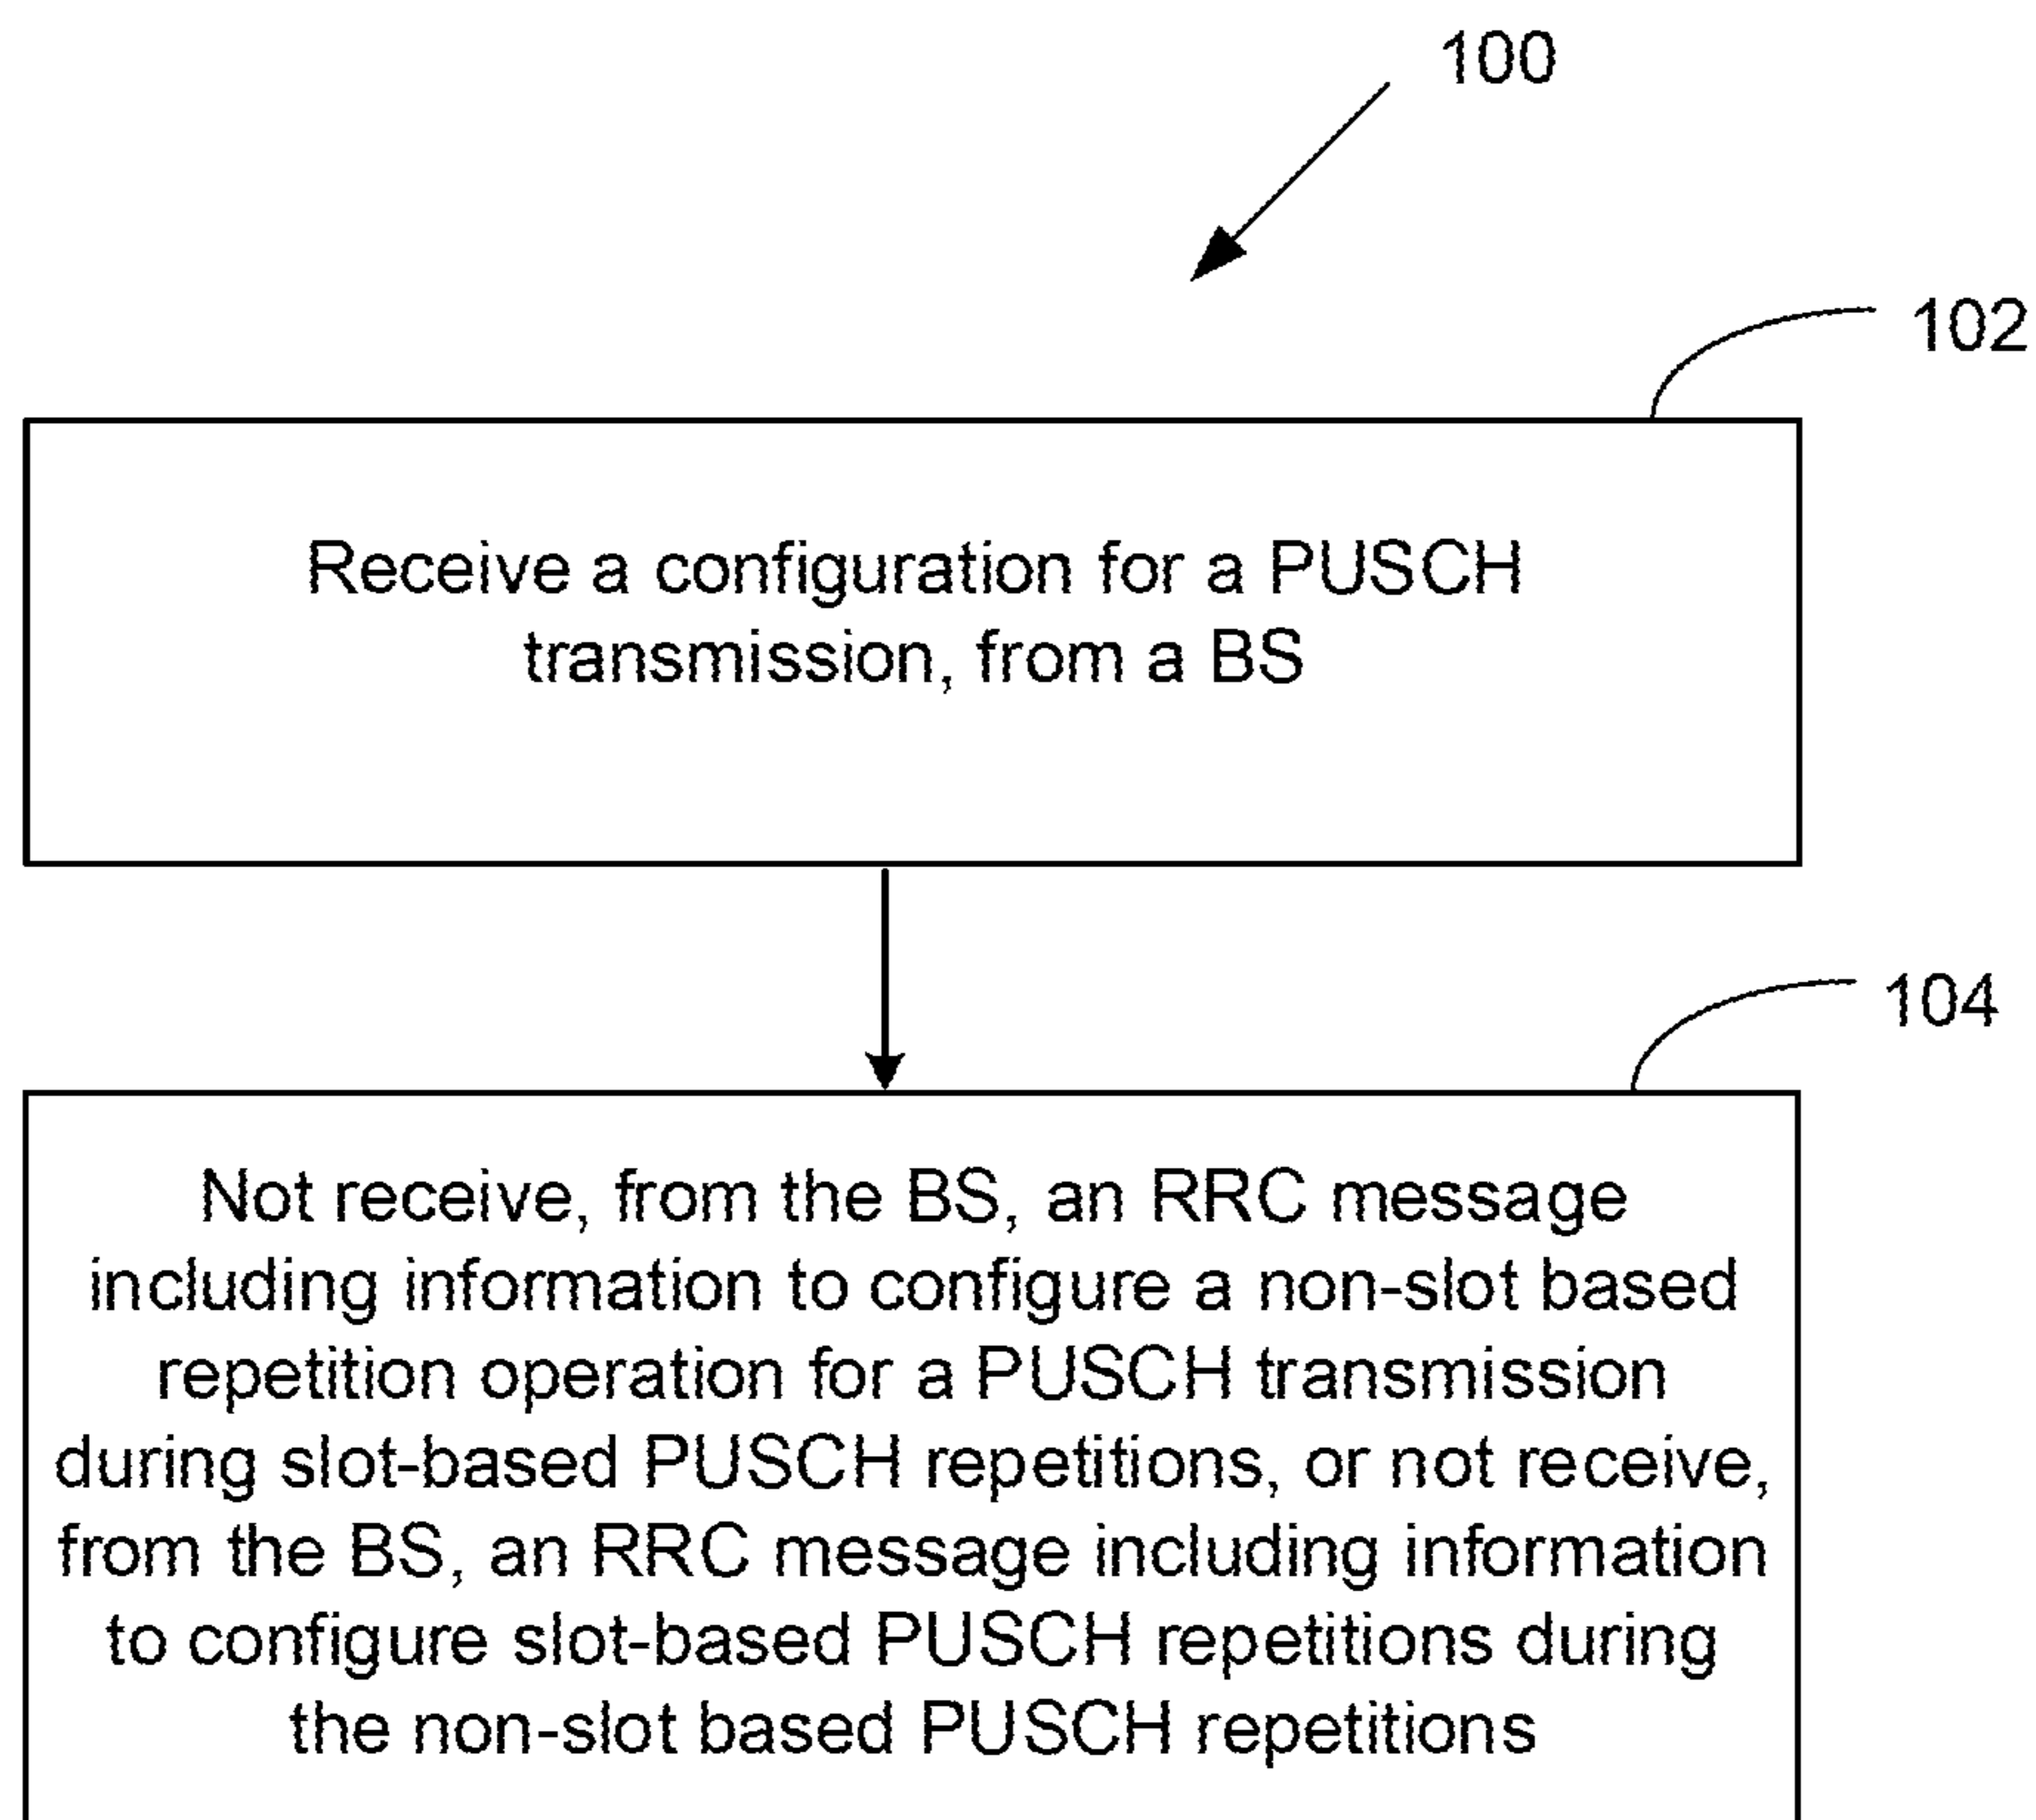 100
102
Receive a configuration for a PUSCH
transmission, from a BS
104
Not receive, from the BS, an RRC message
including information to configure a non-slot based
repetition operation for a PUSCH transmission
during slot-based PUSCH repetitions, or not receive,
from the BS, an RRC message including information
to configure slot-based PUSCH repetitions during
the non-slot based PUSCH repetitions